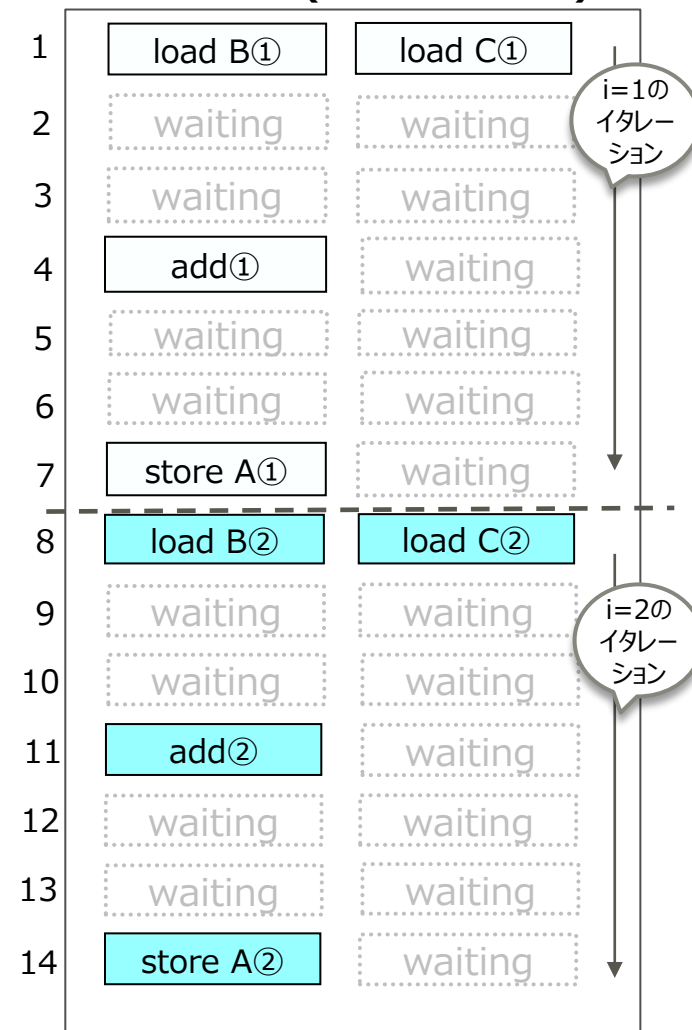 1 load B① load C①
i=1の
イタレー
ション
2 waiting waiting
3 waiting waiting
4 add① waiting
5 waiting waiting
6 waiting waiting
7 store A① waiting
8 load B② load C②
9 waiting waiting
i=2の
イタレー
ション
10 waiting waiting
11 add② waiting
12 waiting waiting
13 waiting waiting
14 store A② waiting